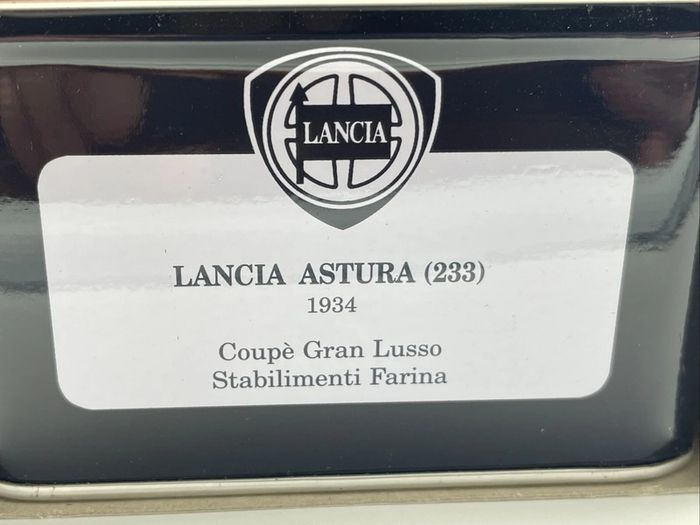 LANCIA
LANCIA ASTURA (233)
1934
Coupè Gran Lusso
Stabilimenti Farina